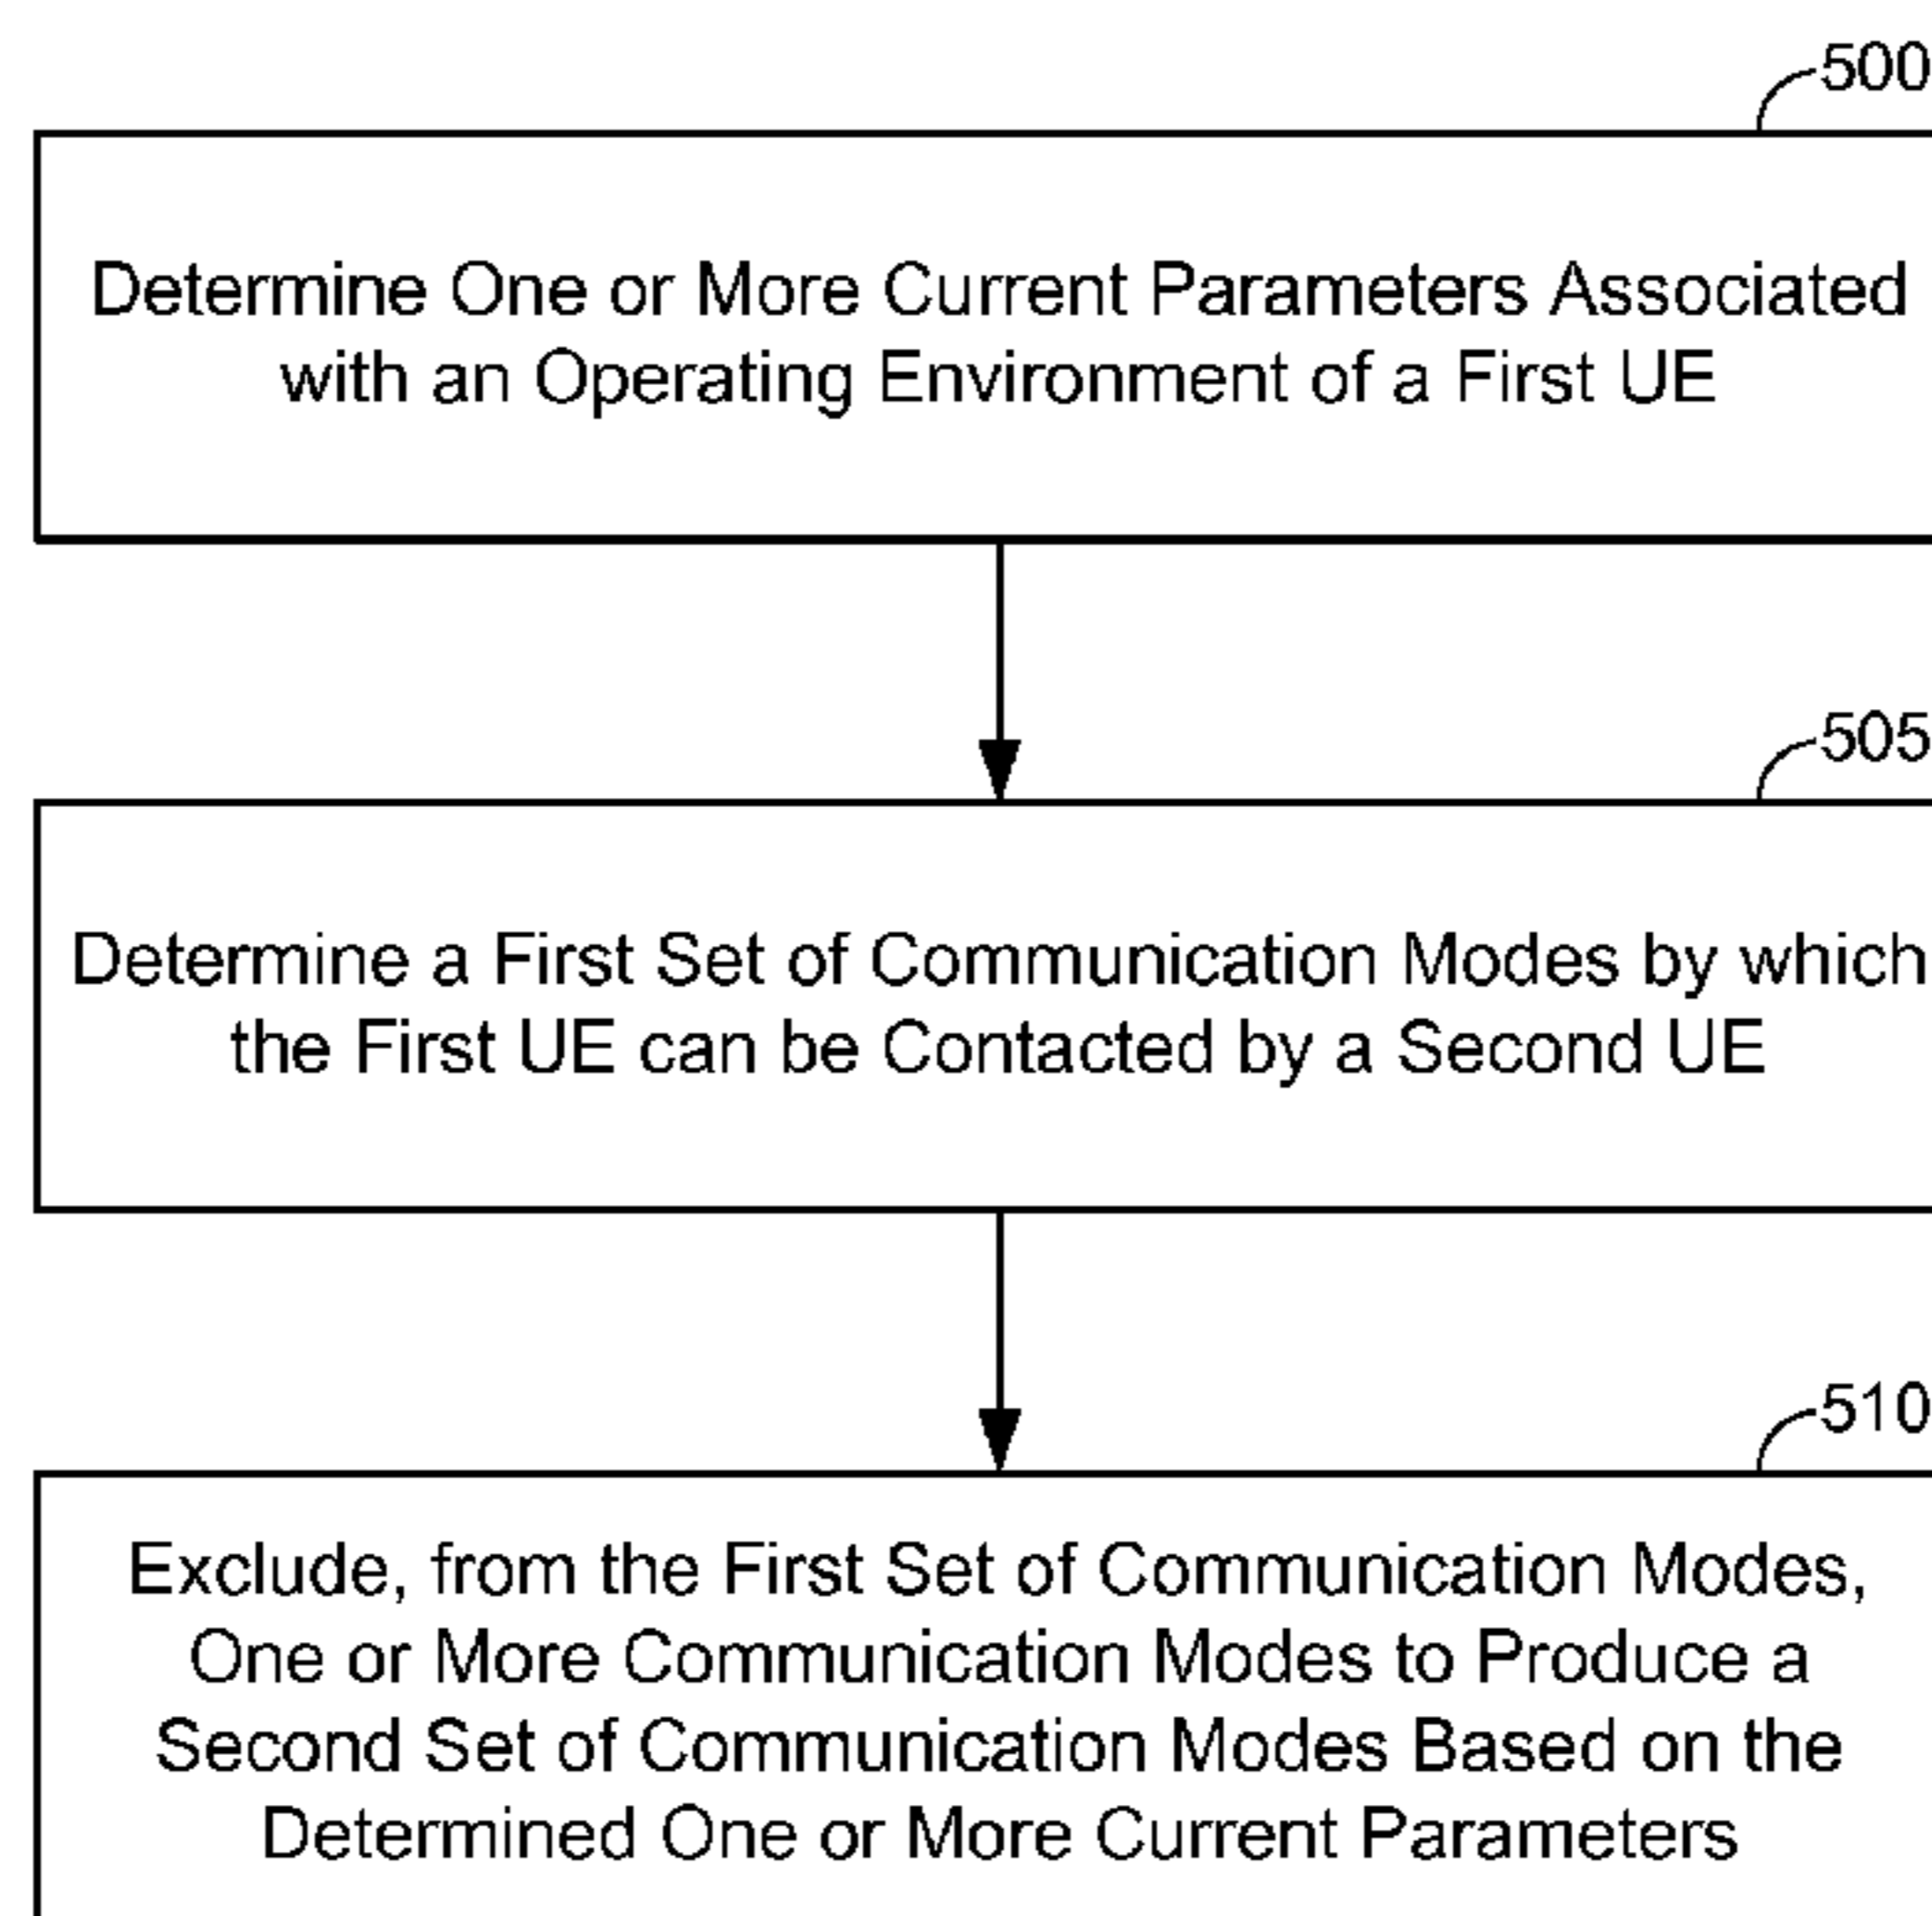 500
Determine One or More Current Parameters Associated
with an Operating Environment of a First UE
505
Determine a First Set of Communication Modes by which
the First UE can be Contacted by a Second UE
510
Exclude, from the First Set of Communication Modes,
One or More Communication Modes to Produce a
Second Set of Communication Modes Based on the
Determined One or More Current Parameters